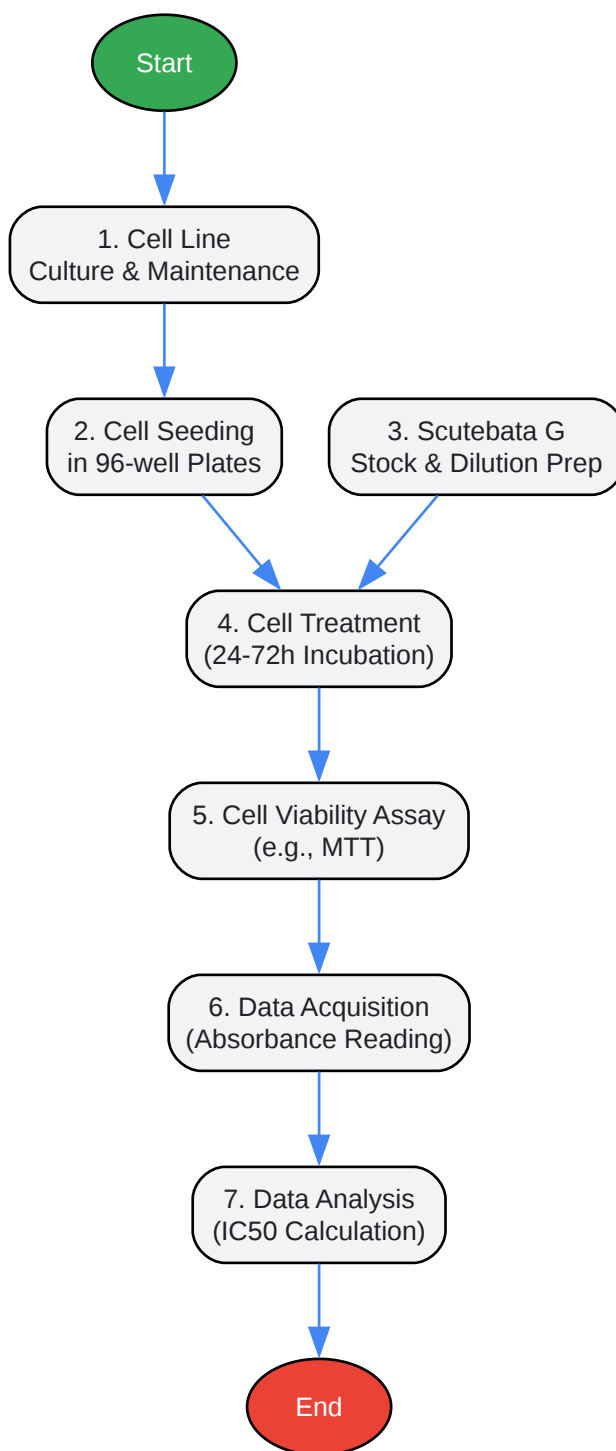 Start
1. Cell Line
Culture & Maintenance
2. Cell Seeding
in 96-well Plates
3. Scutebata G
Stock & Dilution Prep
4. Cell Treatment
(24-72h Incubation)
5. Cell Viability Assay
(e.g., MTT)
6. Data Acquisition
(Absorbance Reading)
7. Data Analysis
(IC50 Calculation)
End